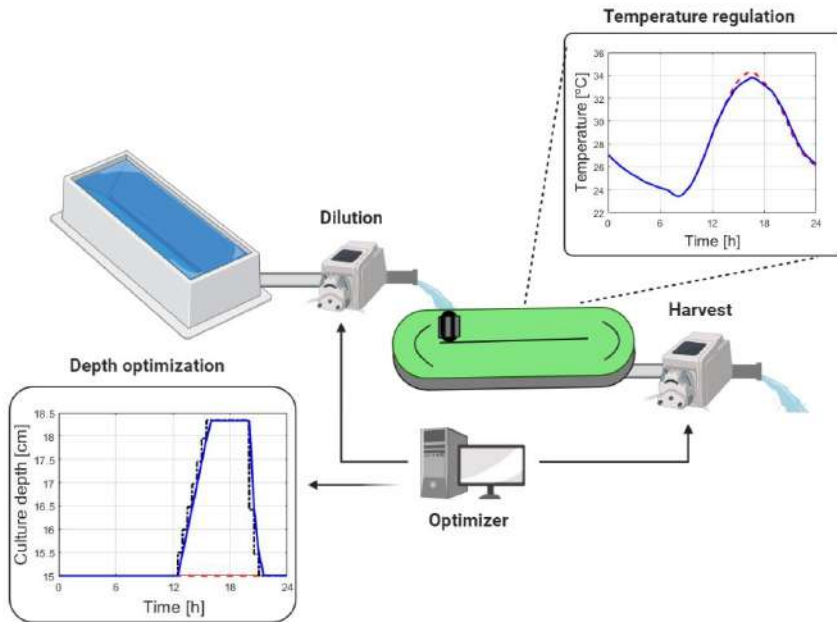 Temperature regulation
36
34
32
30
28
26
24
22
Temperature [ºC]
0 6 12 18 24
Time [h]
Dilution
Harvest
Depth optimization
18.5
18
17.5
17
16.5
16
15.5
15
Culture depth [cm]
0 6 12 18 24
Time [h]
Optimizer